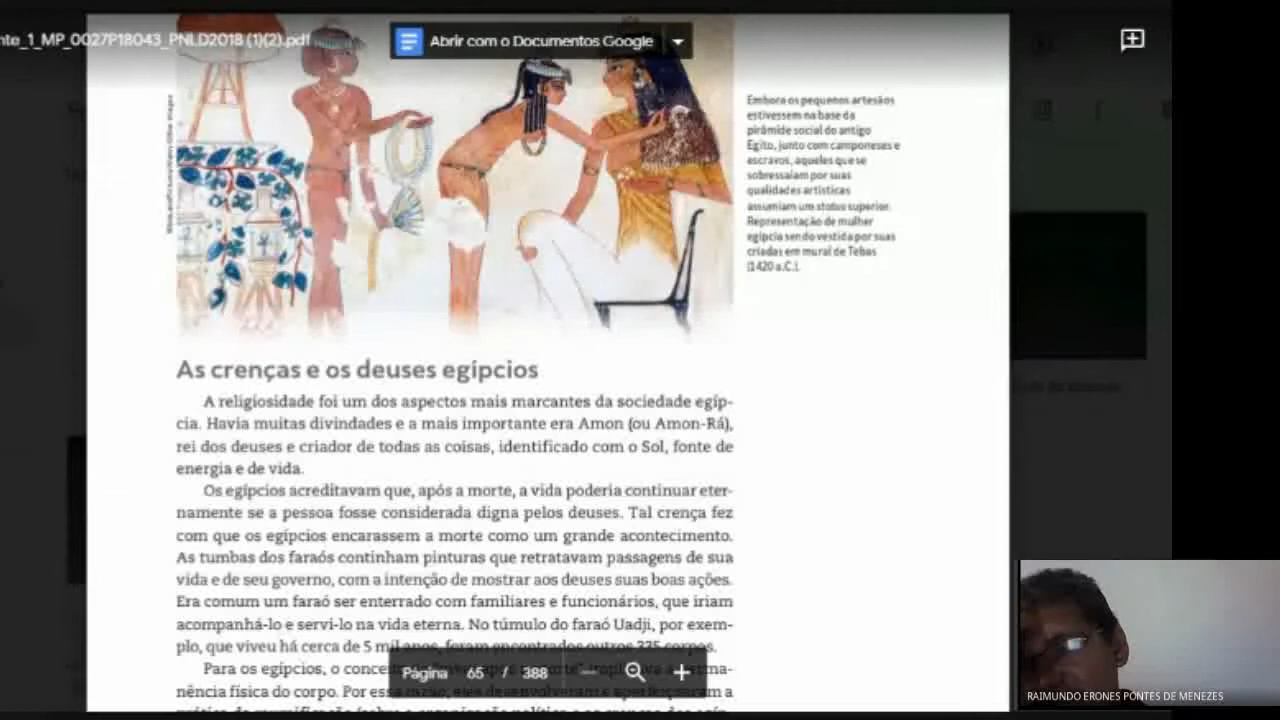 nte_1_MP_0027P18043_PNLD2018 (1)(2).pdf
Abrir com o Documentos Google
Embora os pequenos artesãos
estivessem na base da
pirâmide social do antigo
Egito, junto com camponeses e
escravos, aqueles que se
sobressaíam por suas
qualidades artísticas
assumiam um status superior.
Representação de mulher
egípcia sendo vestida por suas
criadas em mural de Tebas
(1420 a.C.).
As crenças e os deuses egípcios
A religiosidade foi um dos aspectos mais marcantes da sociedade egíp-
cia. Havia muitas divindades e a mais importante era Amon (ou Amon-Rá),
rei dos deuses e criador de todas as coisas, identificado com o Sol, fonte de
energia e de vida.
Os egípcios acreditavam que, após a morte, a vida poderia continuar eter-
namente se a pessoa fosse considerada digna pelos deuses. Tal crença fez
com que os egípcios encarassem a morte como um grande acontecimento.
As tumbas dos faraós continham pinturas que retratavam passagens de sua
vida e de seu governo, com a intenção de mostrar aos deuses suas boas ações.
Era comum um faraó ser enterrado com familiares e funcionários, que iriam
acompanhá-lo e servi-lo na vida eterna. No túmulo do faraó Uadji, por exem-
plo, que viveu há cerca de 5 mil anos, foram encontrados outros 335 corpos.
Para os egípcios, o
nência física do corpo. Por essa
Página 65 / 388
RAIMUNDO ERONES PONTES DE MENEZES